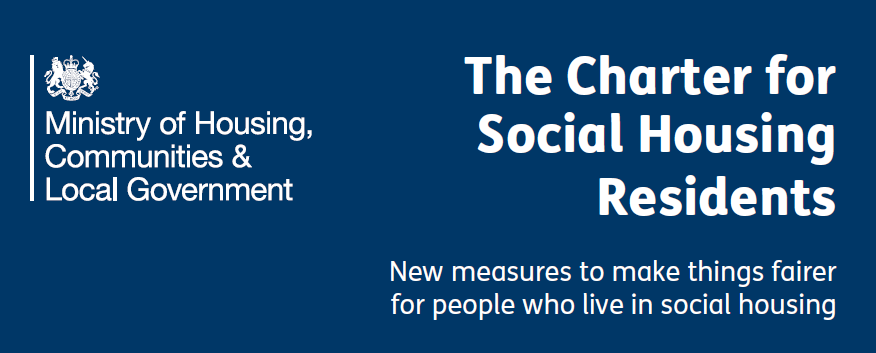 Ministry of Housing,
Communities &
Local Government
The Charter for
Social Housing
Residents
New measures to make things fairer
for people who live in social housing